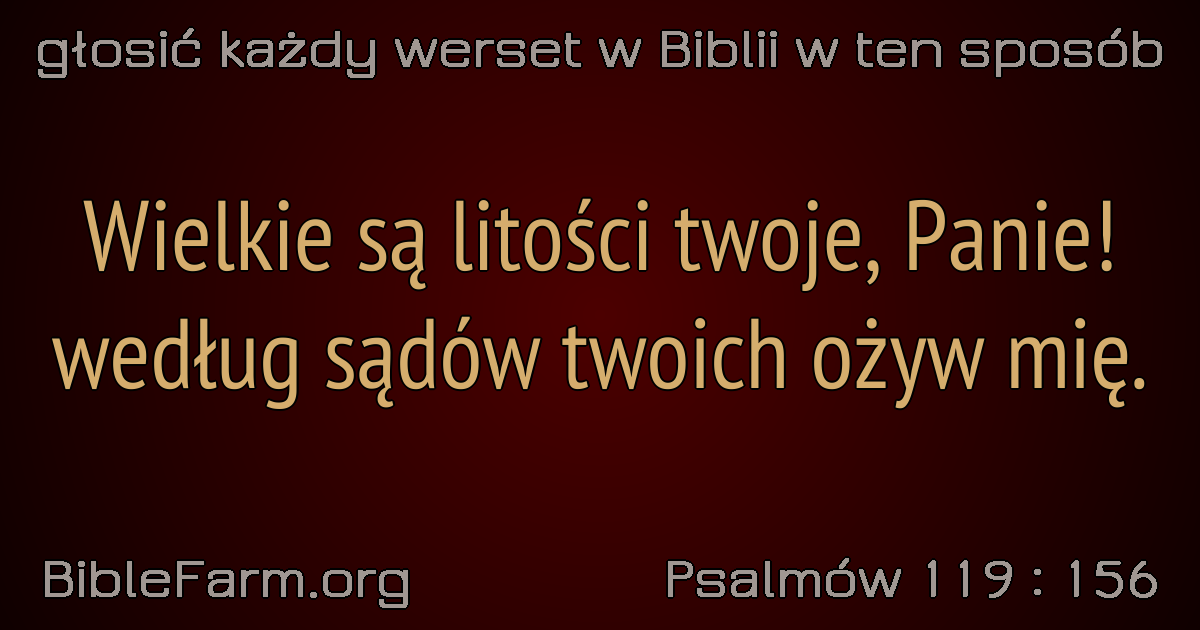 głosić każdy werset w Biblii w ten sposób
Wielkie są litości twoje, Panie!
według sądów twoich ożyw mię.
BibleFarm.org
Psalmów 119 : 156